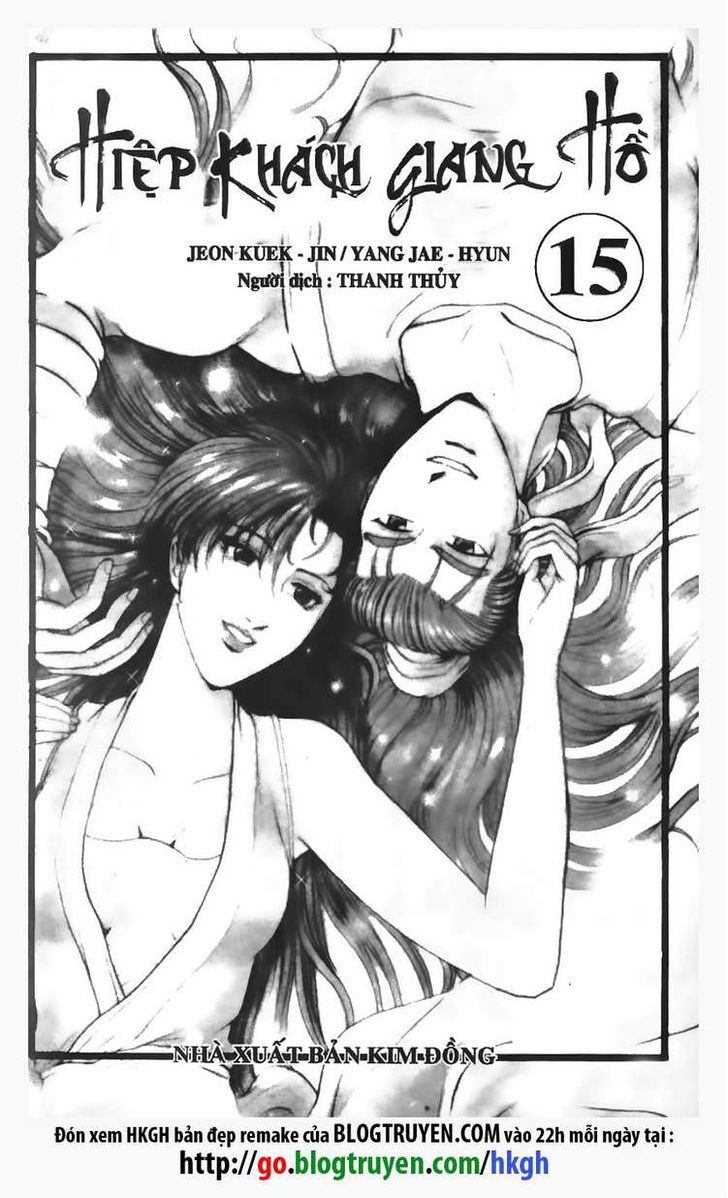 HIỆP KHÁCH GIANG HỒ
JEON KUEK - JIN / YANG JAE - HYUN
Người dịch : THANH THỦY
15
NHÀ XUẤT BẢN KIM ĐỒNG
Đón xem HKGH bản đẹp remake của BLOGTRUYEN.COM vào 22h mỗi ngày tại :
http://go.blogtruyen.com/hkgh